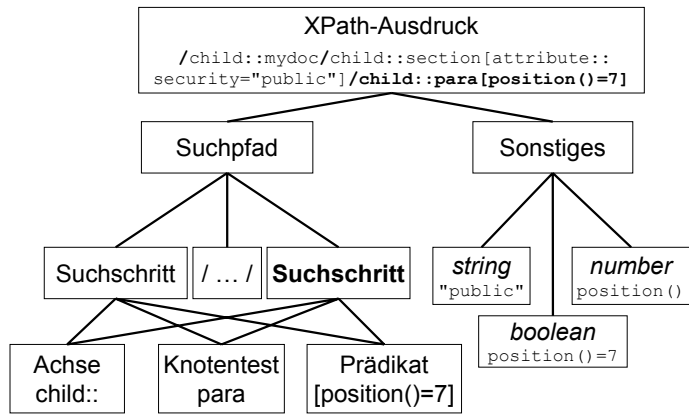 XPath-Ausdruck
/child::mydoc/child::section[attribute::
security="public"]/child::para[position()=7]
Suchpfad
Sonstiges
Suchschritt
/ … /
Suchschritt
string
"public"
number
position()
boolean
position()=7
Achse
child::
Knotentest
para
Prädikat
[position()=7]